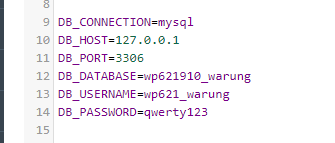 8
9 DB_CONNECTION=mysql
10 DB_HOST=127.0.0.1
11 DB_PORT=3306
12 DB_DATABASE=wp621910_warung
13 DB_USERNAME=wp621_warung
14 DB_PASSWORD=qwerty123
15